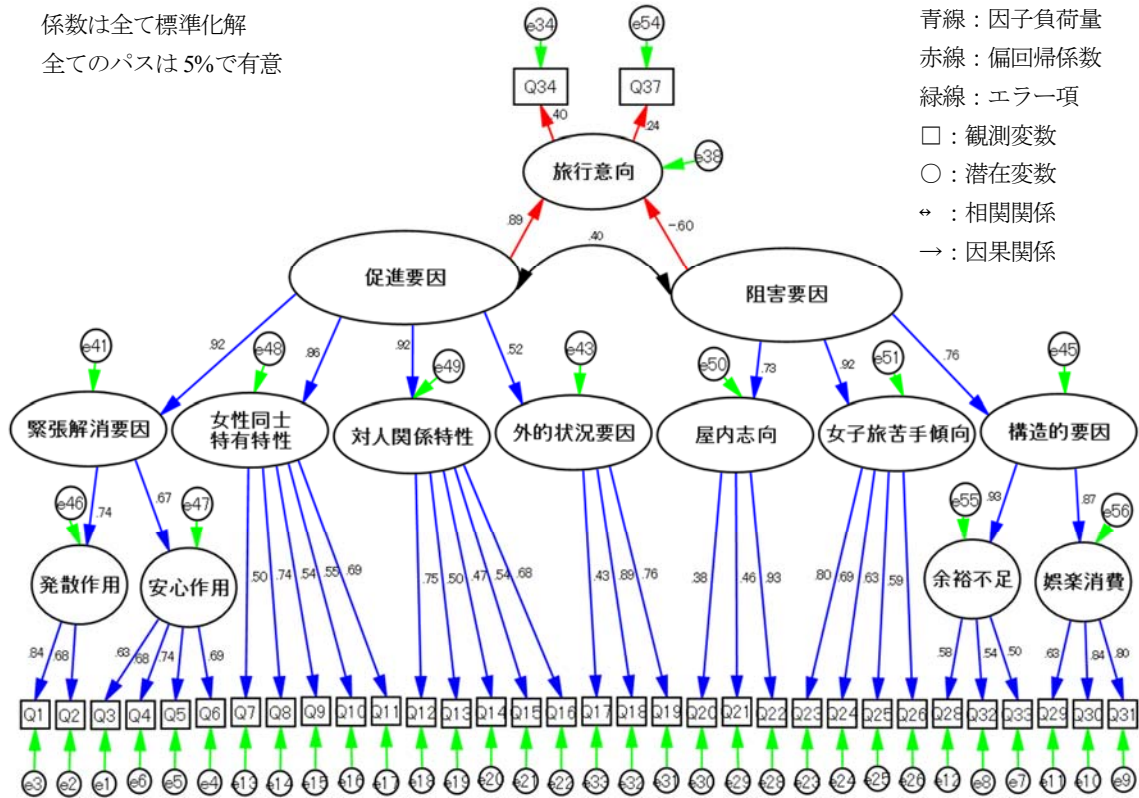 係数は全て標準化解
全てのパスは5%で有意
青線：因子負荷量
赤線：偏回帰係数
緑線：エラー項
□：観測変数
○：潜在変数
↔：相関関係
→：因果関係
e34
e54
Q34
Q37
.40
.24
旅行意向
e38
.89
-.60
.40
促進要因
阻害要因
.92
.86
.92
.52
.73
.92
.76
e41
e48
e49
e43
e50
e51
e45
緊張解消要因
女性同士
特有特性
対人関係特性
外的状況要因
屋内志向
女子旅苦手傾向
構造的要因
.74
.67
.93
.87
e46
e47
e55
e56
発散作用
安心作用
余裕不足
娯楽消費
.50 .74 .54 .55 .69
.75 .50 .47 .54 .68
.43 .89 .76
.38 .46 .93
.80 .69 .63 .59
.84 .68
.63 .68 .74 .69
.58 .54 .50
.63 .84 .80
Q1 Q2 Q3 Q4 Q5 Q6 Q7 Q8 Q9 Q10 Q11 Q12 Q13 Q14 Q15 Q16 Q17 Q18 Q19 Q20 Q21 Q22 Q23 Q24 Q25 Q26 Q28 Q32 Q33 Q29 Q30 Q31
e3 e2 e1 e6 e5 e4 e13 e14 e15 e16 e17 e18 e19 e20 e21 e22 e33 e32 e31 e30 e29 e28 e23 e24 e25 e26 e12 e8 e7 e11 e10 e9